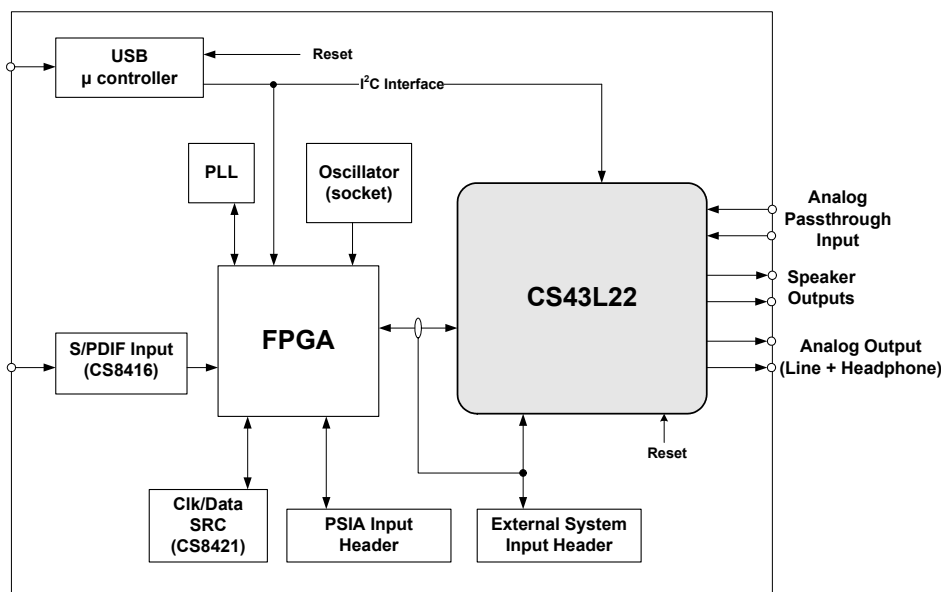 USB
µ controller
Reset
I²C Interface
PLL
Oscillator
(socket)
Analog
Passthrough
Input
CS43L22
Speaker
Outputs
FPGA
S/PDIF Input
(CS8416)
Analog Output
(Line + Headphone)
Reset
Clk/Data
SRC
(CS8421)
PSIA Input
Header
External System
Input Header